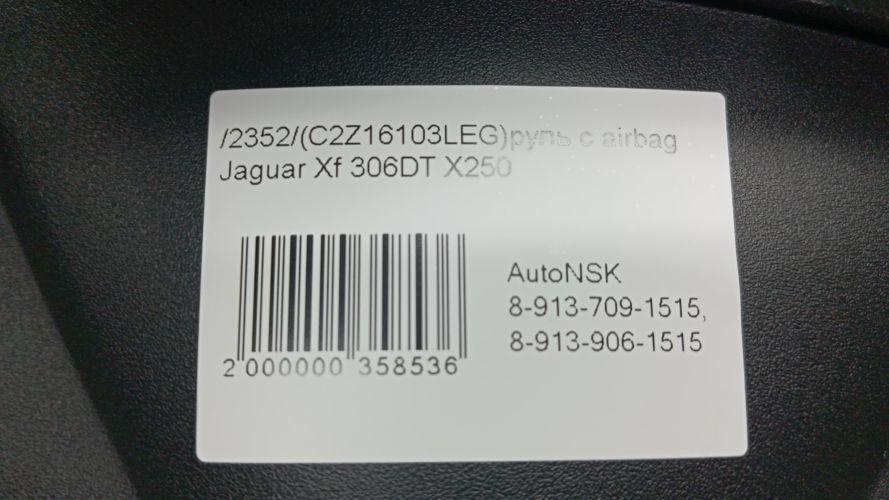 /2352/(C2Z16103LEG)руль с airbag
Jaguar Xf 306DT X250
AutoNSK
8-913-709-1515,
8-913-906-1515
2 000000 358536